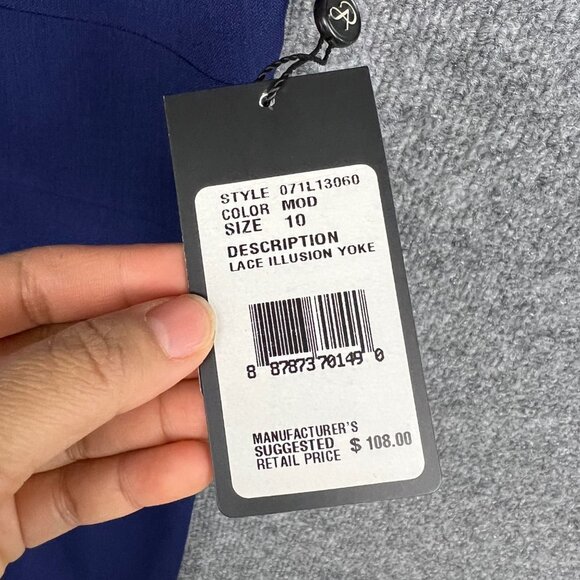 STYLE 071L13060
COLOR MOD
SIZE 10
DESCRIPTION
LACE ILLUSION YOKE
8 78737 70149 0
MANUFACTURER'S
SUGGESTED $ 108.00
RETAIL PRICE